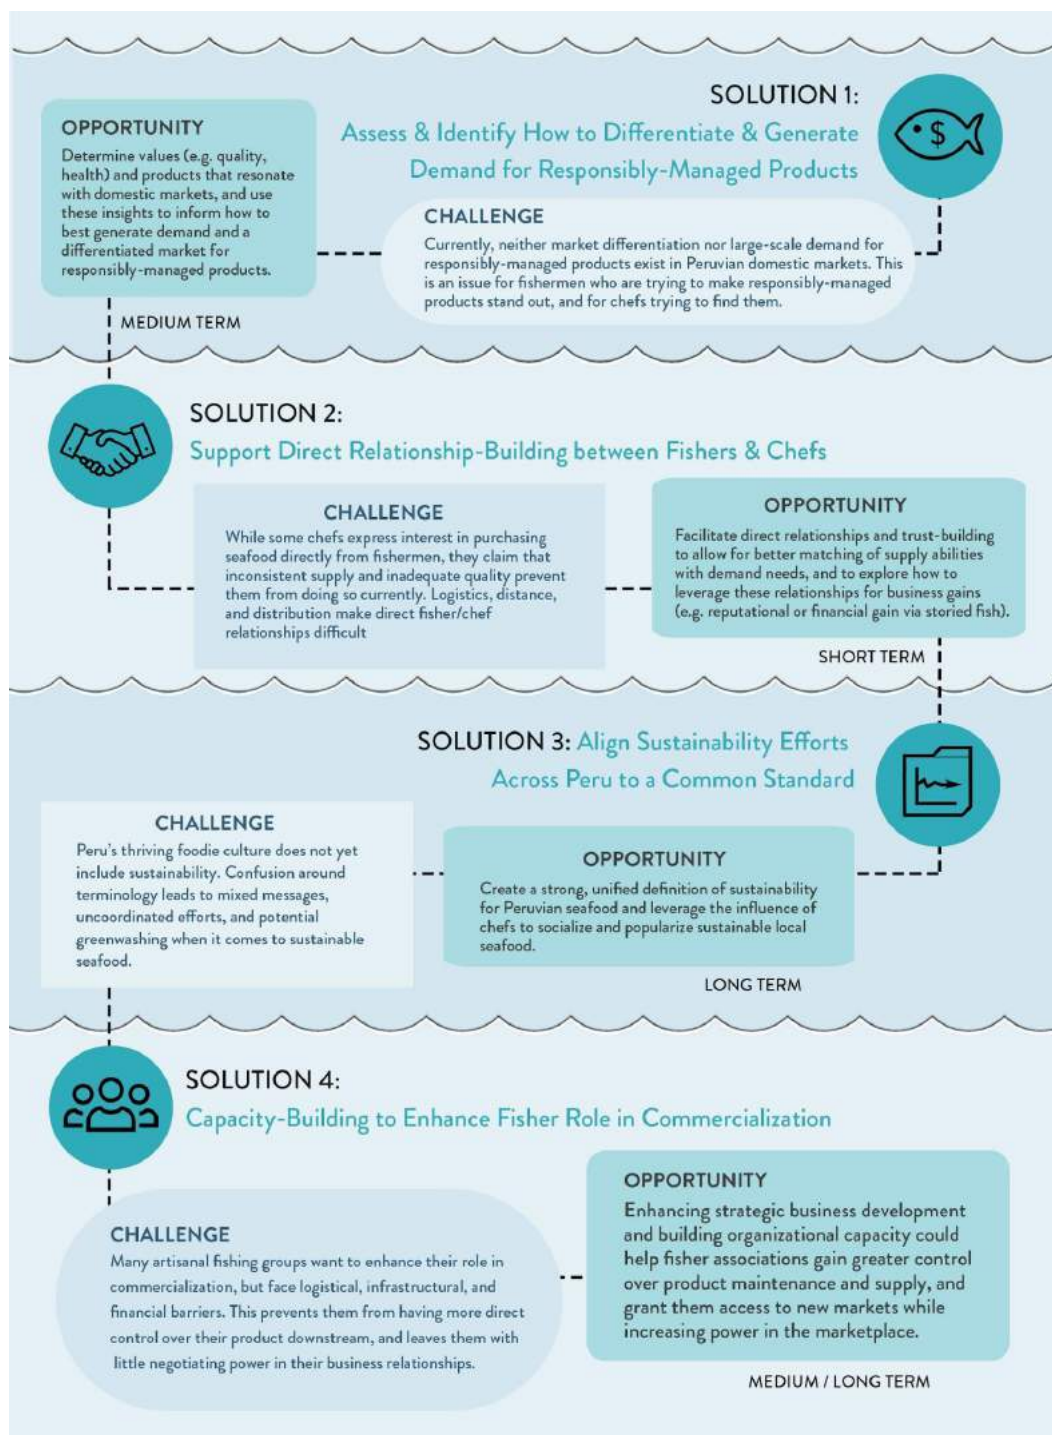 SOLUTION 1:
Assess & Identify How to Differentiate & Generate
Demand for Responsibly-Managed Products
$
CHALLENGE
Currently, neither market differentiation nor large-scale demand for
responsibly-managed products exist in Peruvian domestic markets. This
is an issue for fishermen who are trying to make responsibly-managed
products stand out, and for chefs trying to find them.
OPPORTUNITY
Determine values (e.g. quality,
health) and products that resonate
with domestic markets, and use
these insights to inform how to
best generate demand and a
differentiated market for
responsibly-managed products.
MEDIUM TERM
SOLUTION 2:
Support Direct Relationship-Building between Fishers & Chefs
CHALLENGE
While some chefs express interest in purchasing
seafood directly from fishermen, they claim that
inconsistent supply and inadequate quality prevent
them from doing so currently. Logistics, distance,
and distribution make direct fisher/chef
relationships difficult
OPPORTUNITY
Facilitate direct relationships and trust-building
to allow for better matching of supply abilities
with demand needs, and to explore how to
leverage these relationships for business gains
(e.g. reputational or financial gain via storied fish).
SHORT TERM
SOLUTION 3: Align Sustainability Efforts
Across Peru to a Common Standard
CHALLENGE
Peru's thriving foodie culture does not yet
include sustainability. Confusion around
terminology leads to mixed messages,
uncoordinated efforts, and potential
greenwashing when it comes to sustainable
seafood.
OPPORTUNITY
Create a strong, unified definition of sustainability
for Peruvian seafood and leverage the influence of
chefs to socialize and popularize sustainable local
seafood.
LONG TERM
SOLUTION 4:
Capacity-Building to Enhance Fisher Role in Commercialization
CHALLENGE
Many artisanal fishing groups want to enhance their role in
commercialization, but face logistical, infrastructural, and
financial barriers. This prevents them from having more direct
control over their product downstream, and leaves them with
little negotiating power in their business relationships.
OPPORTUNITY
Enhancing strategic business development
and building organizational capacity could
help fisher associations gain greater control
over product maintenance and supply, and
grant them access to new markets while
increasing power in the marketplace.
MEDIUM / LONG TERM